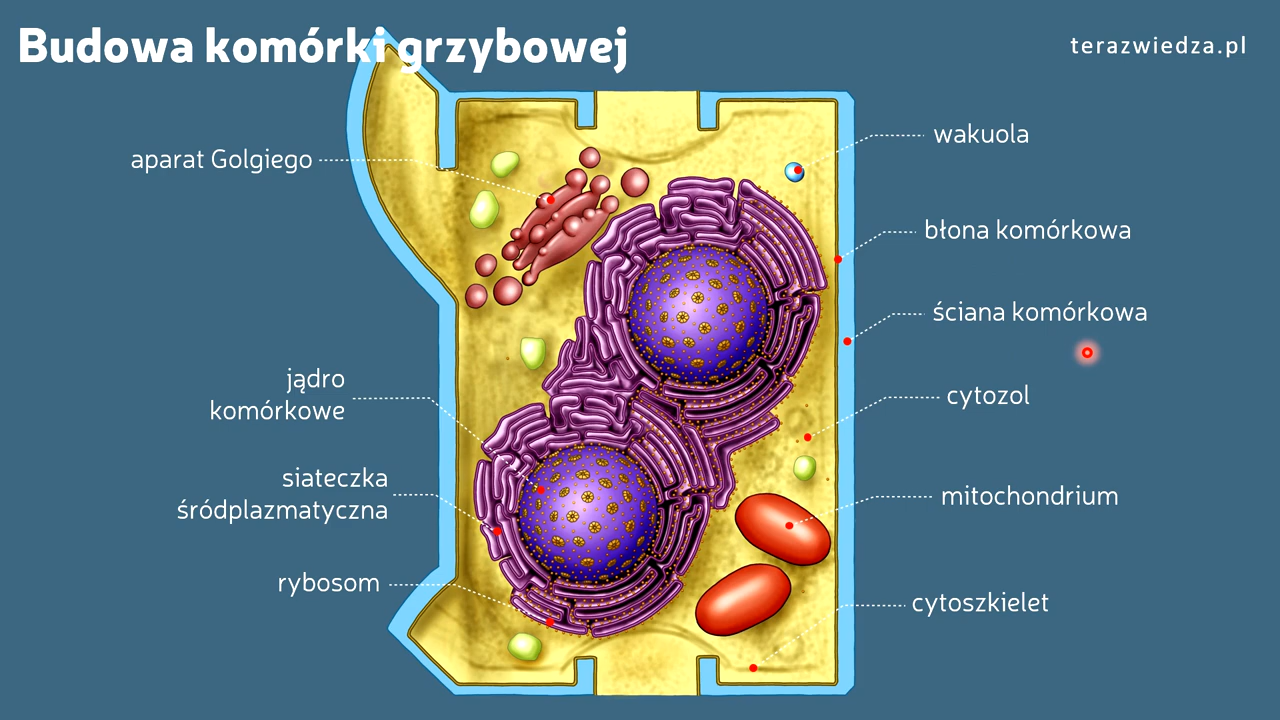 Budowa komórki grzybowej
terazwiedza.pl
aparat Golgiego
jądro
komórkowe
siateczka
śródplazmatyczna
rybosom
wakuola
błona komórkowa
ściana komórkowa
cytozol
mitochondrium
cytoszkielet